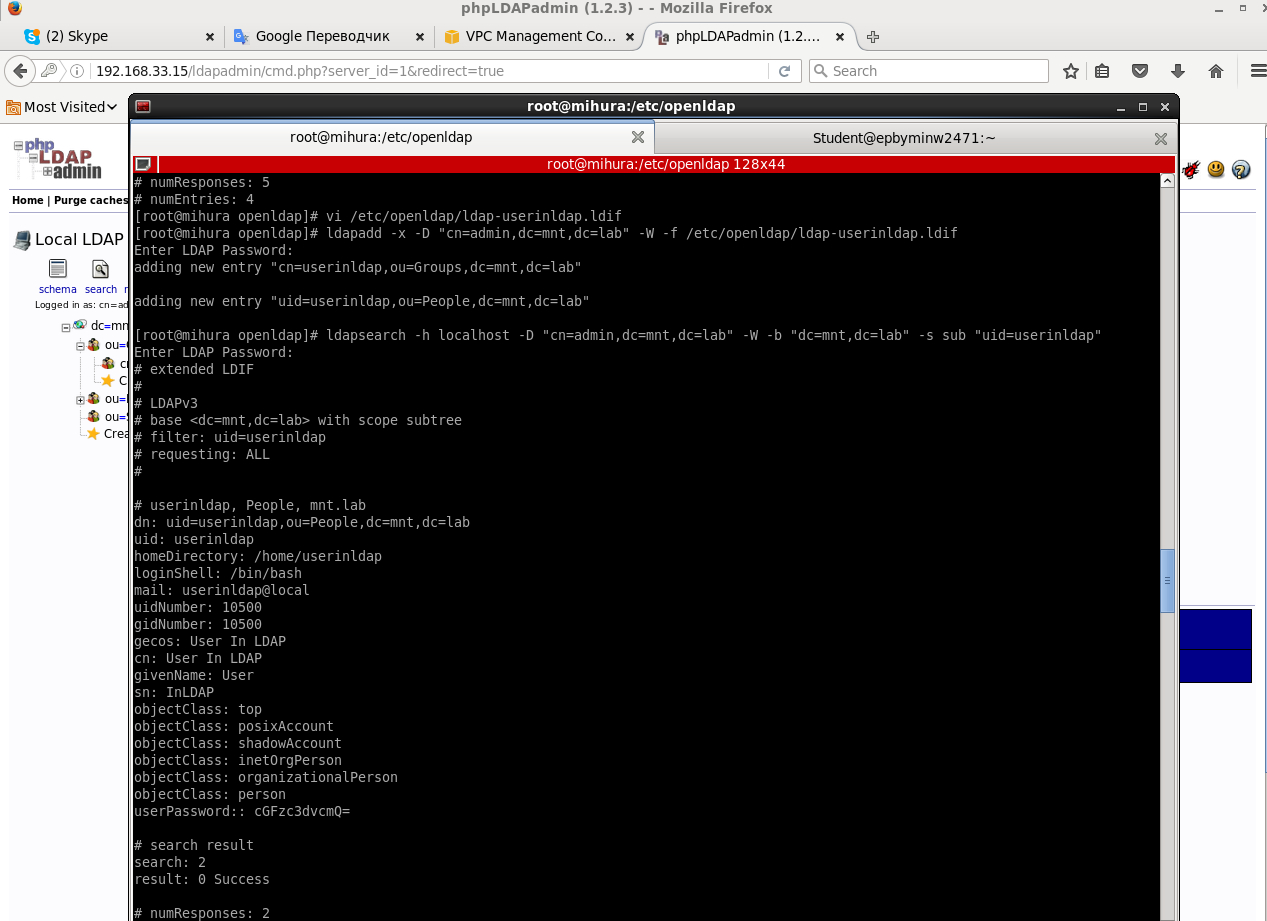 phpLDAPadmin (1.2.3) - - Mozilla Firefox
(2) Skype
Google Переводчик
VPC Management Co...
phpLDAPadmin (1.2....
192.168.33.15/ldapadmin/cmd.php?server_id=1&redirect=true
Search
Most Visited
root@mihura:/etc/openldap
root@mihura:/etc/openldap
Student@epbyminw2471:~
root@mihura:/etc/openldap 128x44
php
LDAP
admin
Home | Purge caches
Local LDAP
schema search
Logged in as: cn=ad
dc=mn
ou=
Crea
# numResponses: 5
# numEntries: 4
[root@mihura openldap]# vi /etc/openldap/ldap-userinldap.ldif
[root@mihura openldap]# ldapadd -x -D "cn=admin,dc=mnt,dc=lab" -W -f /etc/openldap/ldap-userinldap.ldif
Enter LDAP Password:
adding new entry "cn=userinldap,ou=Groups,dc=mnt,dc=lab"
adding new entry "uid=userinldap,ou=People,dc=mnt,dc=lab"
[root@mihura openldap]# ldapsearch -h localhost -D "cn=admin,dc=mnt,dc=lab" -W -b "dc=mnt,dc=lab" -s sub "uid=userinldap"
Enter LDAP Password:
# extended LDIF
#
# LDAPv3
# base <dc=mnt,dc=lab> with scope subtree
# filter: uid=userinldap
# requesting: ALL
#
# userinldap, People, mnt.lab
dn: uid=userinldap,ou=People,dc=mnt,dc=lab
uid: userinldap
homeDirectory: /home/userinldap
loginShell: /bin/bash
mail: userinldap@local
uidNumber: 10500
gidNumber: 10500
gecos: User In LDAP
cn: User In LDAP
givenName: User
sn: InLDAP
objectClass: top
objectClass: posixAccount
objectClass: shadowAccount
objectClass: inetOrgPerson
objectClass: organizationalPerson
objectClass: person
userPassword:: cGFzc3dvcmQ=
# search result
search: 2
result: 0 Success
# numResponses: 2